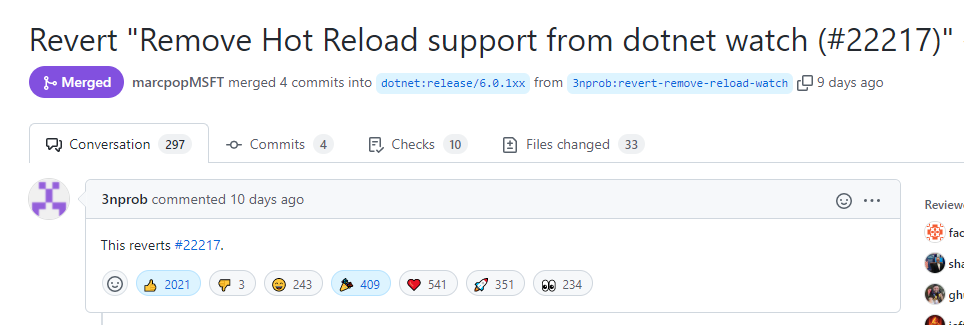 Revert "Remove Hot Reload support from dotnet watch (#22217)"
Merged marcpopMSFT merged 4 commits into dotnet:release/6.0.1xx from 3nprob:revert-remove-reload-watch 9 days ago
Conversation 297 Commits 4 Checks 10 Files changed 33
3nprob commented 10 days ago
Reviewe
This reverts #22217.
fac
sha
2021 3 243 409 541 351 234
ghu